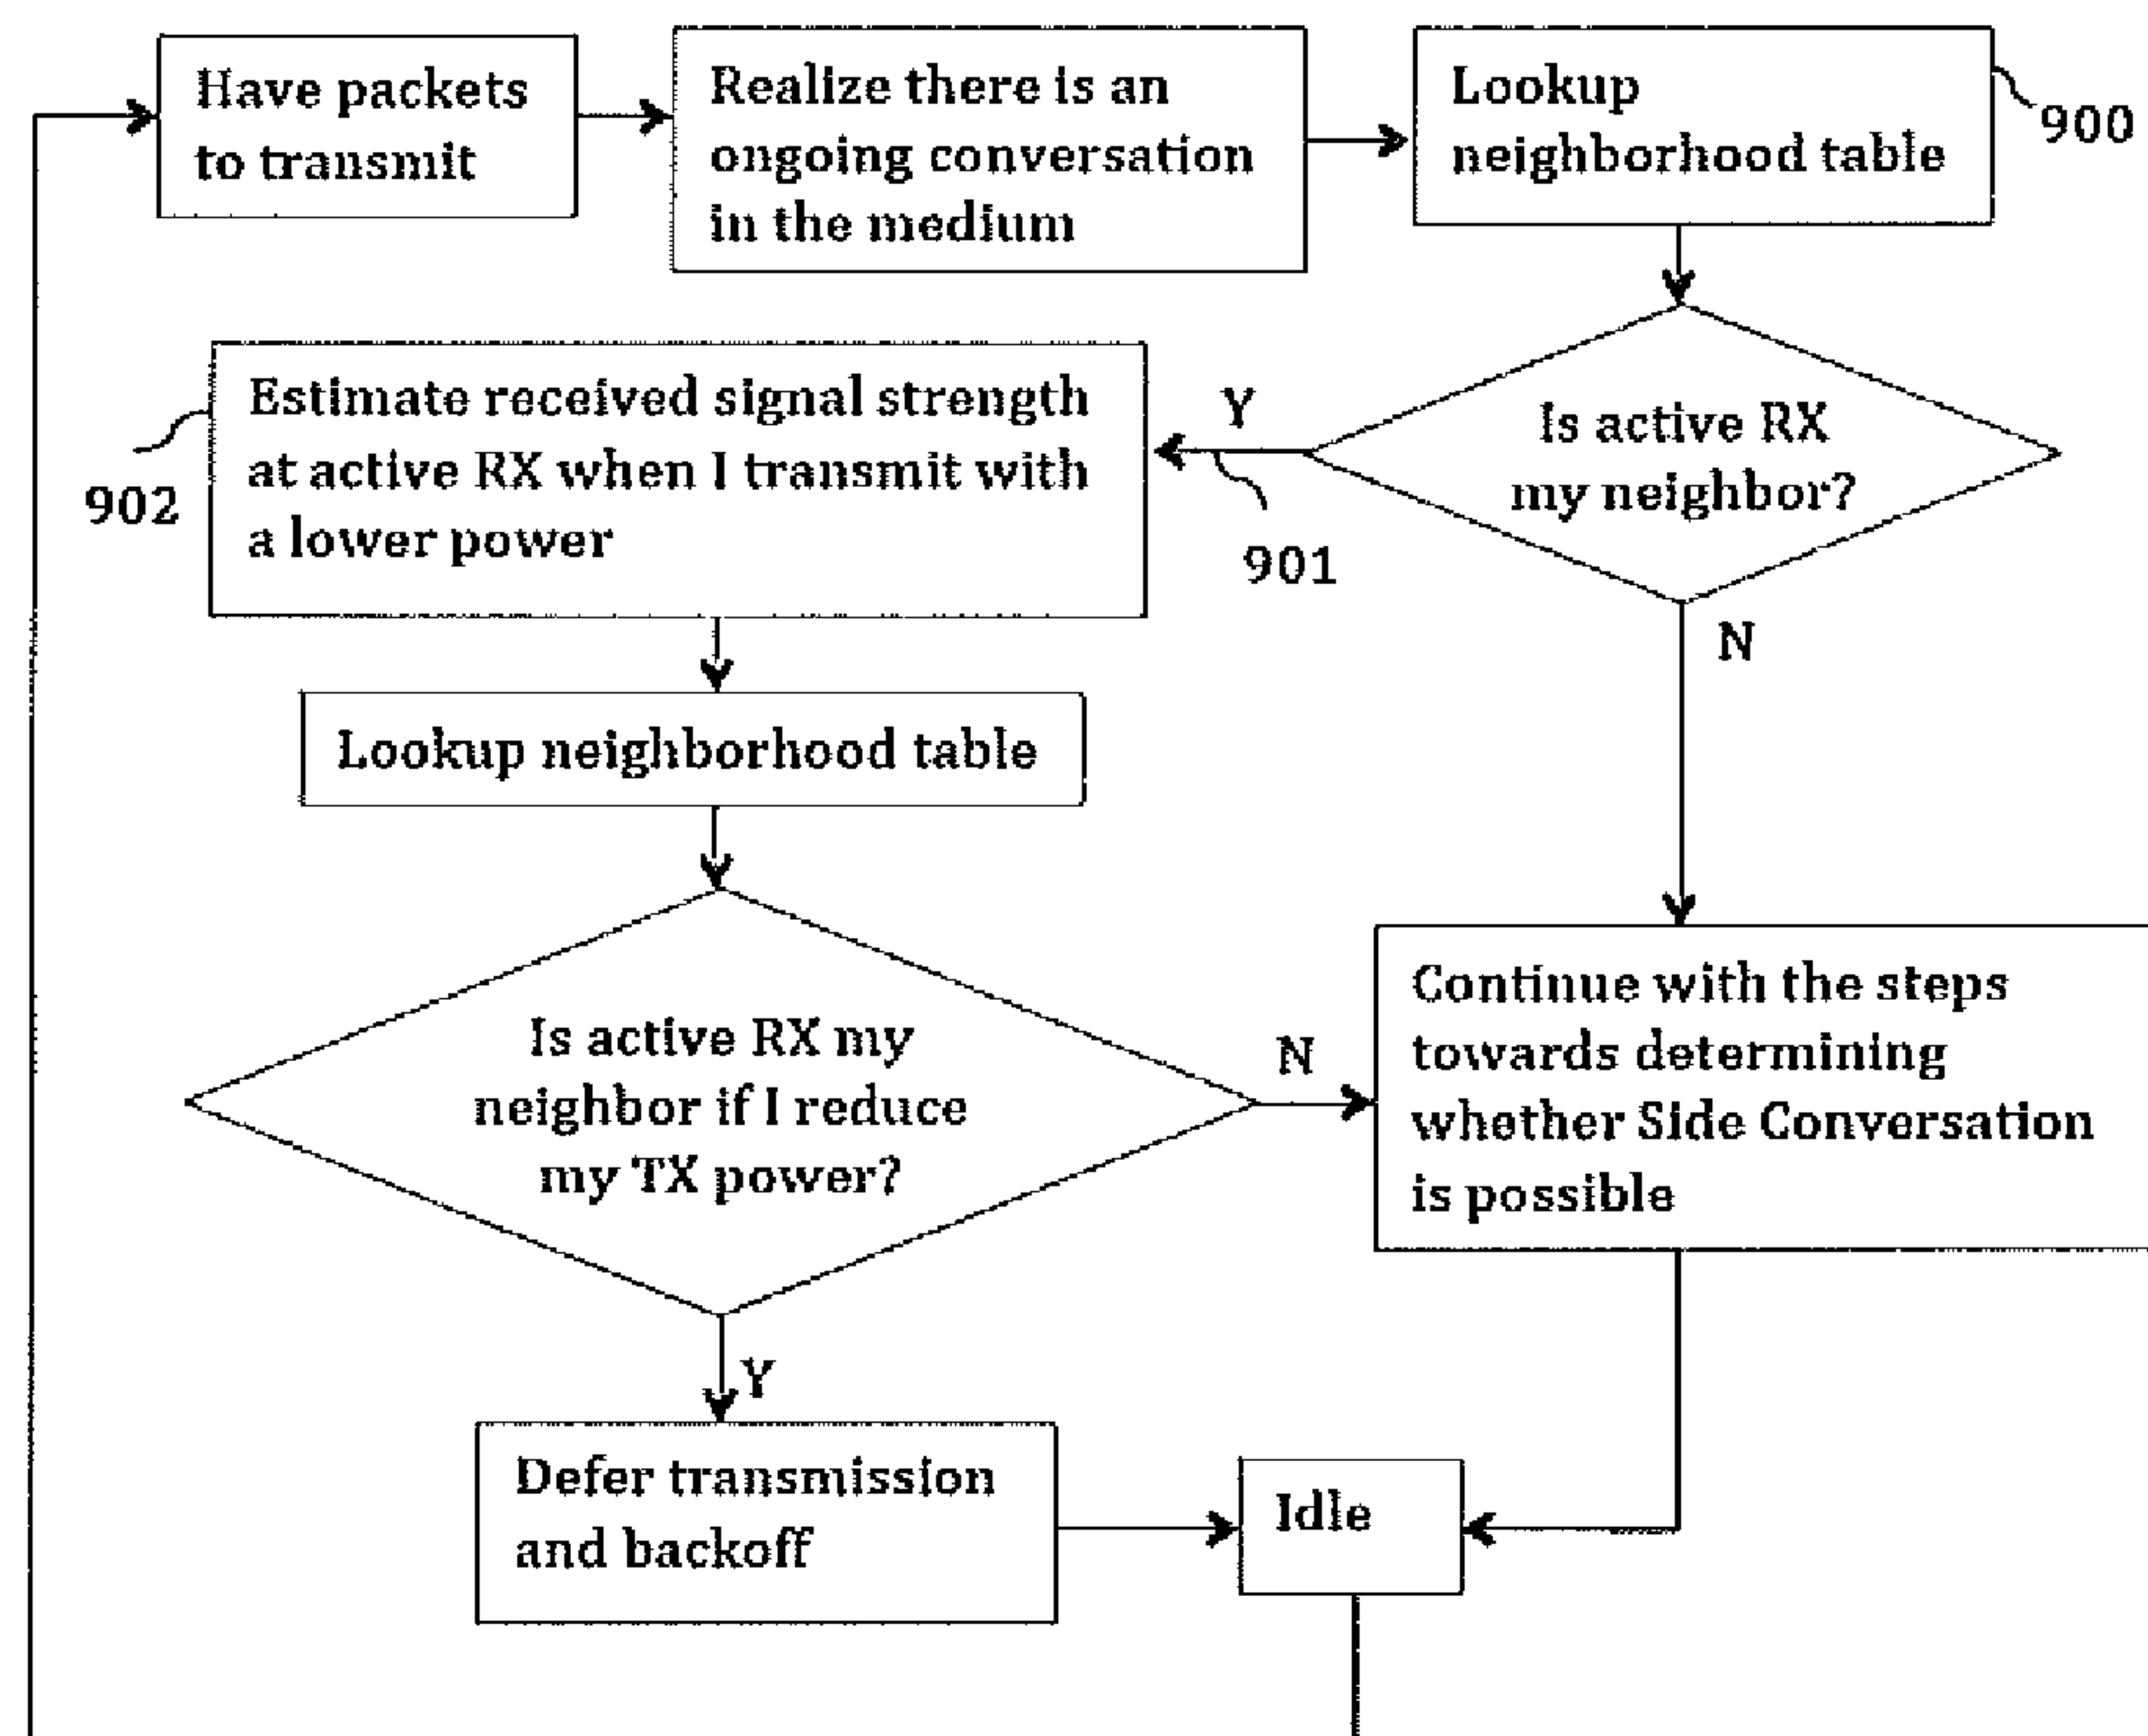 Have packets
to transmit
Realize there is an
ongoing conversation
in the medium
Lookup
neighborhood table
900
Is active RX
my neighbor?
Y
901
N
Estimate received signal strength
at active RX when I transmit with
a lower power
902
Lookup neighborhood table
Is active RX my
neighbor if I reduce
my TX power?
N
Y
Continue with the steps
towards determining
whether Side Conversation
is possible
Defer transmission
and backoff
Idle